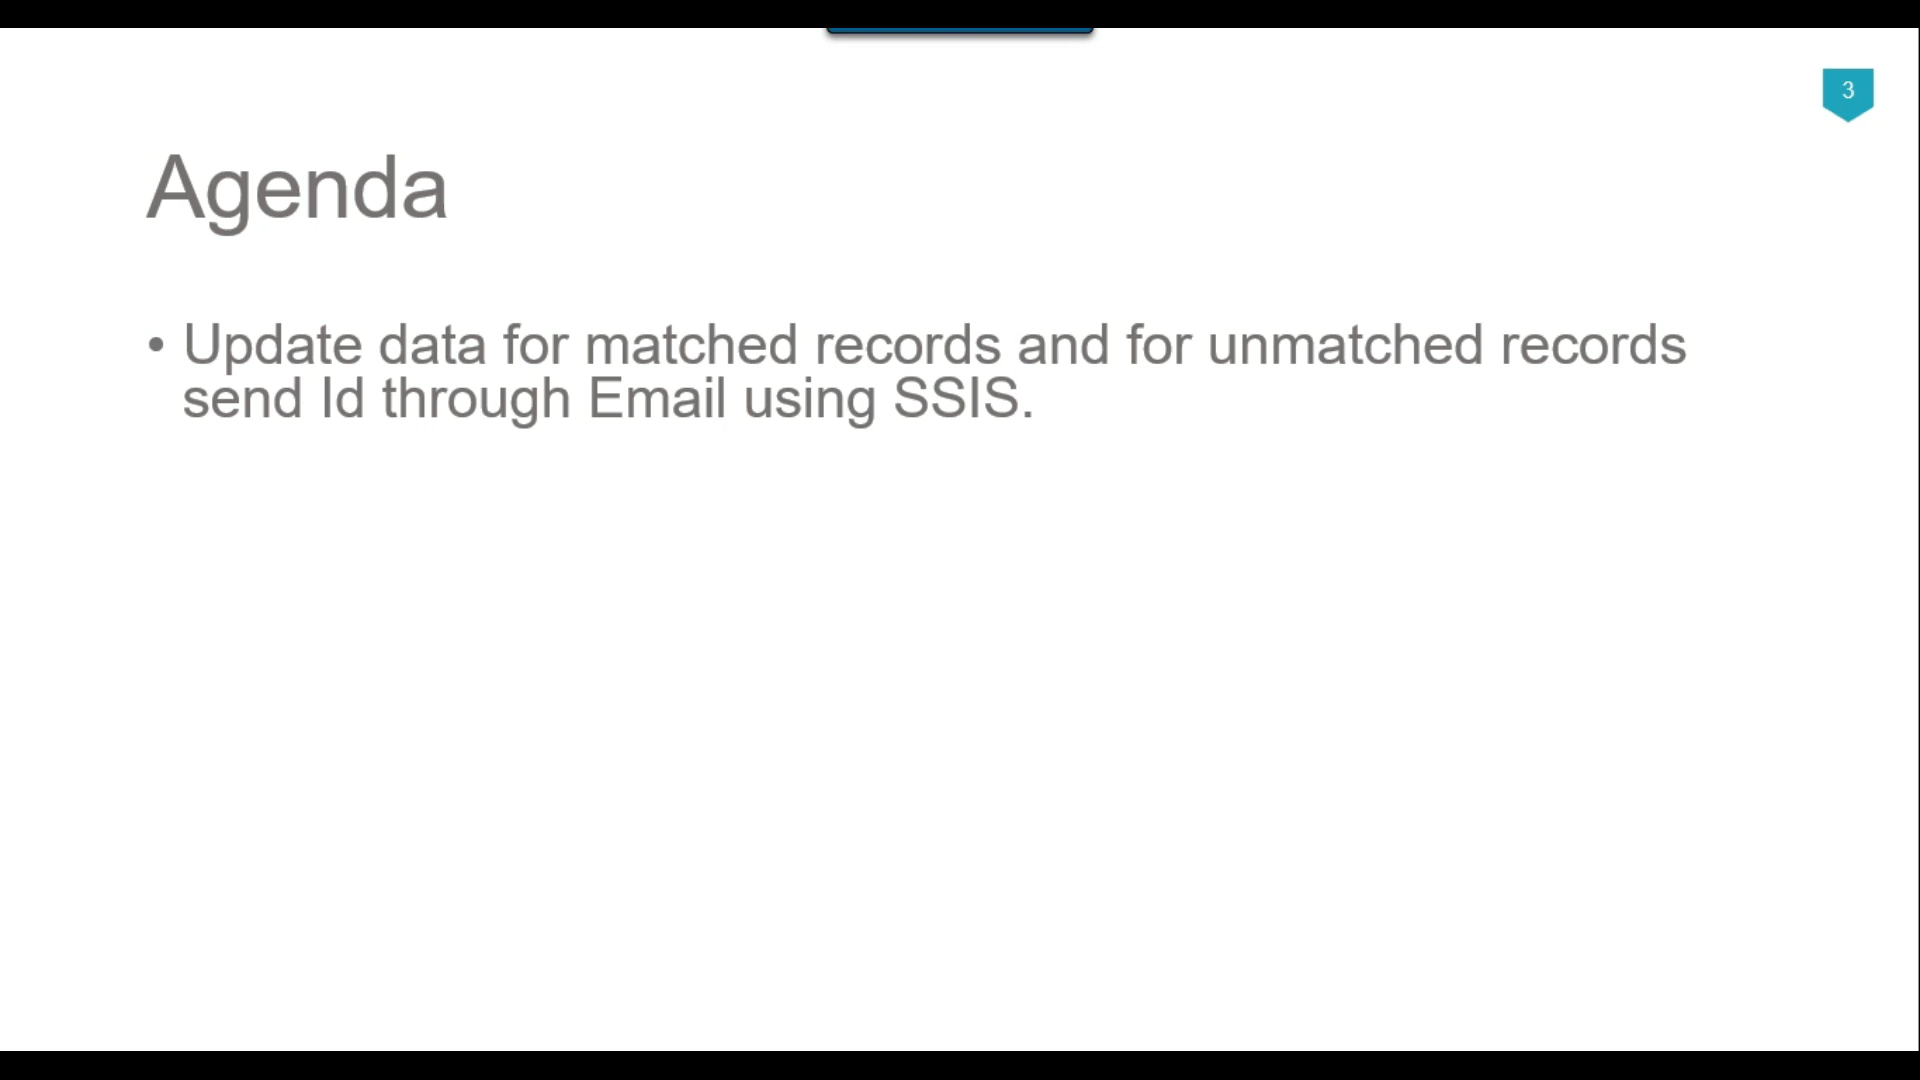 3
Agenda
• Update data for matched records and for unmatched records
send Id through Email using SSIS.